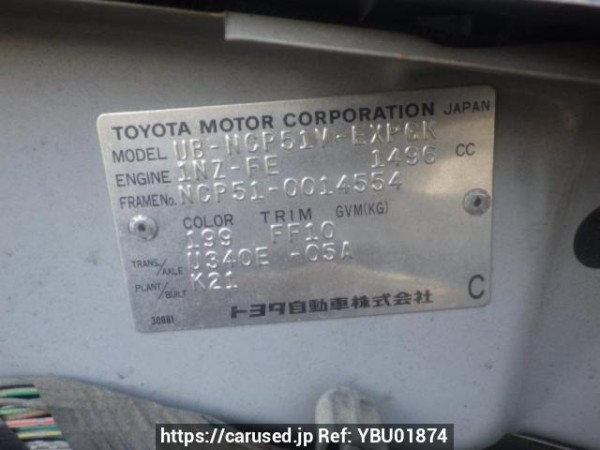 TOYOTA MOTOR CORPORATION JAPAN
MODEL UB-NCP51V-EXPGK
ENGINE 1NZ-FE 1496 CC
FRAME No. NCP51-0014554
COLOR TRIM GVM(KG)
199 FF10
TRANS./AXLE U340E -05A
PLANT/BUILT K21
トヨタ自動車株式会社 C
https://carused.jp Ref: YBU01874